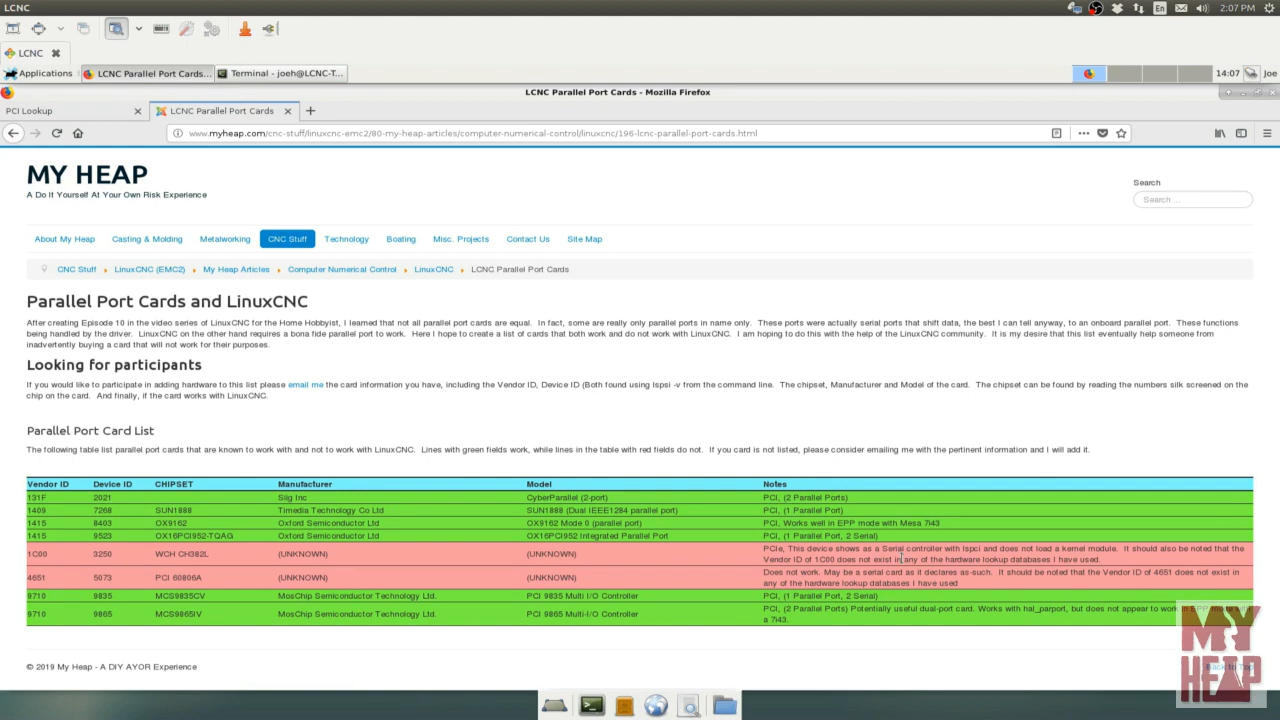 LCNC
En
2:07 PM
LCNC
Applications
LCNC Parallel Port Cards...
Terminal - joeh@LCNC-T...
14:07
Joe
LCNC Parallel Port Cards - Mozilla Firefox
PCI Lookup
LCNC Parallel Port Cards
www.myheap.com/cnc-stuff/linuxcnc-emc2/80-my-heap-articles/computer-numerical-control/linuxcnc/196-lcnc-parallel-port-cards.html
MY HEAP
A Do It Yourself At Your Own Risk Experience
Search
Search ...
About My Heap Casting & Molding Metalworking CNC Stuff Technology Boating Misc. Projects Contact Us Site Map
CNC Stuff LinuxCNC (EMC2) My Heap Articles Computer Numerical Control LinuxCNC LCNC Parallel Port Cards
Parallel Port Cards and LinuxCNC
After creating Episode 10 in the video series of LinuxCNC for the Home Hobbyist, I learned that not all parallel port cards are equal. In fact, some are really only parallel ports in name only. These ports were actually serial ports that shift data, the best I can tell anyway, to an onboard parallel port. These functions
being handled by the driver. LinuxCNC on the other hand requires a bona fide parallel port to work. Here I hope to create a list of cards that both work and do not work with LinuxCNC. I am hoping to do this with the help of the LinuxCNC community. It is my desire that this list eventually help someone from
inadvertently buying a card that will not work for their purposes.
Looking for participants
If you would like to participate in adding hardware to this list please email me the card information you have, including the Vendor ID, Device ID (Both found using lspsi -v from the command line. The chipset, Manufacturer and Model of the card. The chipset can be found by reading the numbers silk screened on the
chip on the card. And finally, if the card works with LinuxCNC.
Parallel Port Card List
The following table list parallel port cards that are known to work with and not to work with LinuxCNC. Lines with green fields work, while lines in the table with red fields do not. If you card is not listed, please consider emailing me with the pertinent information and I will add it.
Vendor ID Device ID CHIPSET Manufacturer Model Notes
131F 2021 Siig Inc CyberParallel (2-port) PCI, (2 Parallel Ports)
1409 7268 SUN1888 Timedia Technology Co Ltd SUN1888 (Dual IEEE1284 parallel port) PCI, (2 Parallel Ports)
1415 8403 OX9162 Oxford Semiconductor Ltd OX9162 Mode 0 (parallel port) PCI, Works well in EPP mode with Mesa 7i43
1415 9523 OX16PCI952-TQAG Oxford Semiconductor Ltd OX16PCI952 Integrated Parallel Port PCI, (1 Parallel Port, 2 Serial)
1C00 3250 WCH CH382L (UNKNOWN) (UNKNOWN) PCIe, This device shows as a Serial controller with lspci and does not load a kernel module. It should also be noted that the
Vendor ID of 1C00 does not exist in any of the hardware lookup databases I have used.
4651 5073 PCI 60806A (UNKNOWN) (UNKNOWN) Does not work. May be a serial card as it declares as-such. It should be noted that the Vendor ID of 4651 does not exist in
any of the hardware lookup databases I have used
9710 9835 MCS9835CV MosChip Semiconductor Technology Ltd. PCI 9835 Multi-I/O Controller PCI, (1 Parallel Port, 2 Serial)
9710 9865 MCS9865IV MosChip Semiconductor Technology Ltd. PCI 9865 Multi-I/O Controller PCI, (2 Parallel Ports) Potentially useful dual-port card. Works with hal_parport, but does not appear to work in EPP mode with
a 7i43.
© 2019 My Heap - A DIY AYOR Experience
Back to Top
MY
HEAP